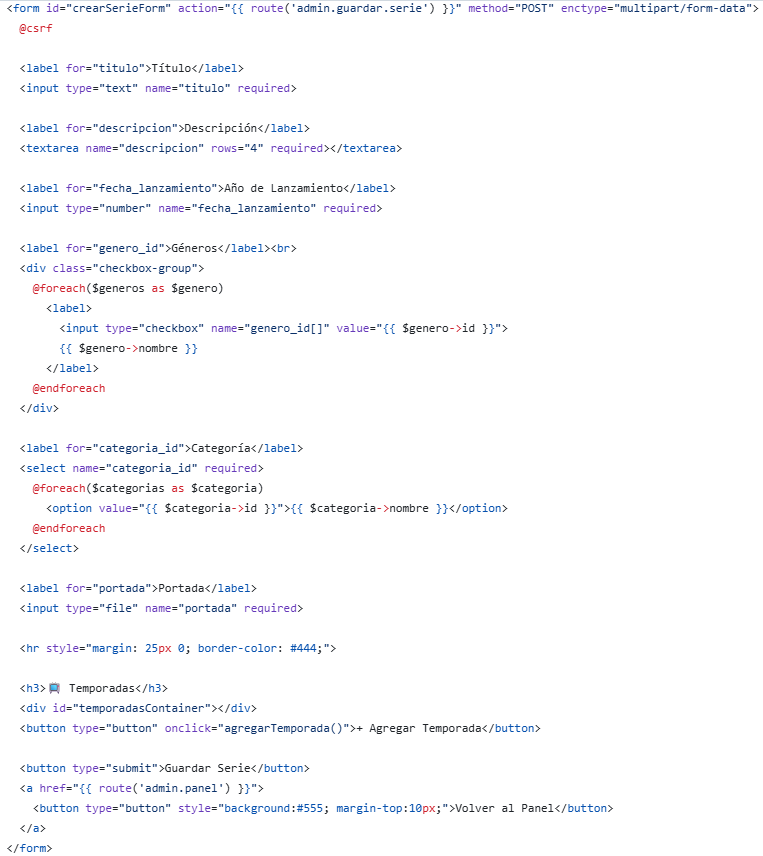 <form id="crearSerieForm" action="{{ route('admin.guardar.serie') }}" method="POST" enctype="multipart/form-data">
  @csrf

  <label for="titulo">Título</label>
  <input type="text" name="titulo" required>

  <label for="descripcion">Descripción</label>
  <textarea name="descripcion" rows="4" required></textarea>

  <label for="fecha_lanzamiento">Año de Lanzamiento</label>
  <input type="number" name="fecha_lanzamiento" required>

  <label for="genero_id">Géneros</label><br>
  <div class="checkbox-group">
    @foreach($generos as $genero)
      <label>
        <input type="checkbox" name="genero_id[]" value="{{ $genero->id }}">
        {{ $genero->nombre }}
      </label>
    @endforeach
  </div>

  <label for="categoria_id">Categoría</label>
  <select name="categoria_id" required>
    @foreach($categorias as $categoria)
      <option value="{{ $categoria->id }}">{{ $categoria->nombre }}</option>
    @endforeach
  </select>

  <label for="portada">Portada</label>
  <input type="file" name="portada" required>

  <hr style="margin: 25px 0; border-color: #444;">

  <h3>📺 Temporadas</h3>
  <div id="temporadasContainer"></div>
  <button type="button" onclick="agregarTemporada()">+ Agregar Temporada</button>

  <button type="submit">Guardar Serie</button>
  <a href="{{ route('admin.panel') }}">
    <button type="button" style="background:#555; margin-top:10px;">Volver al Panel</button>
  </a>
</form>